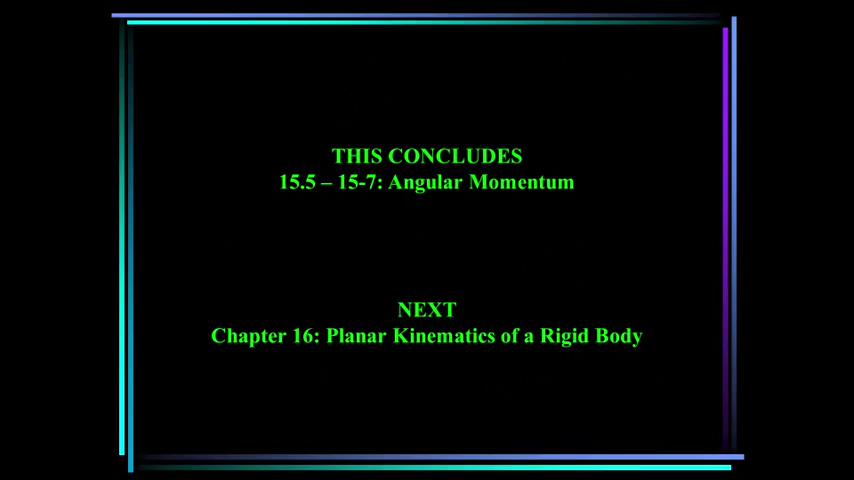 THIS CONCLUDES
15.5 – 15-7: Angular Momentum
NEXT
Chapter 16: Planar Kinematics of a Rigid Body